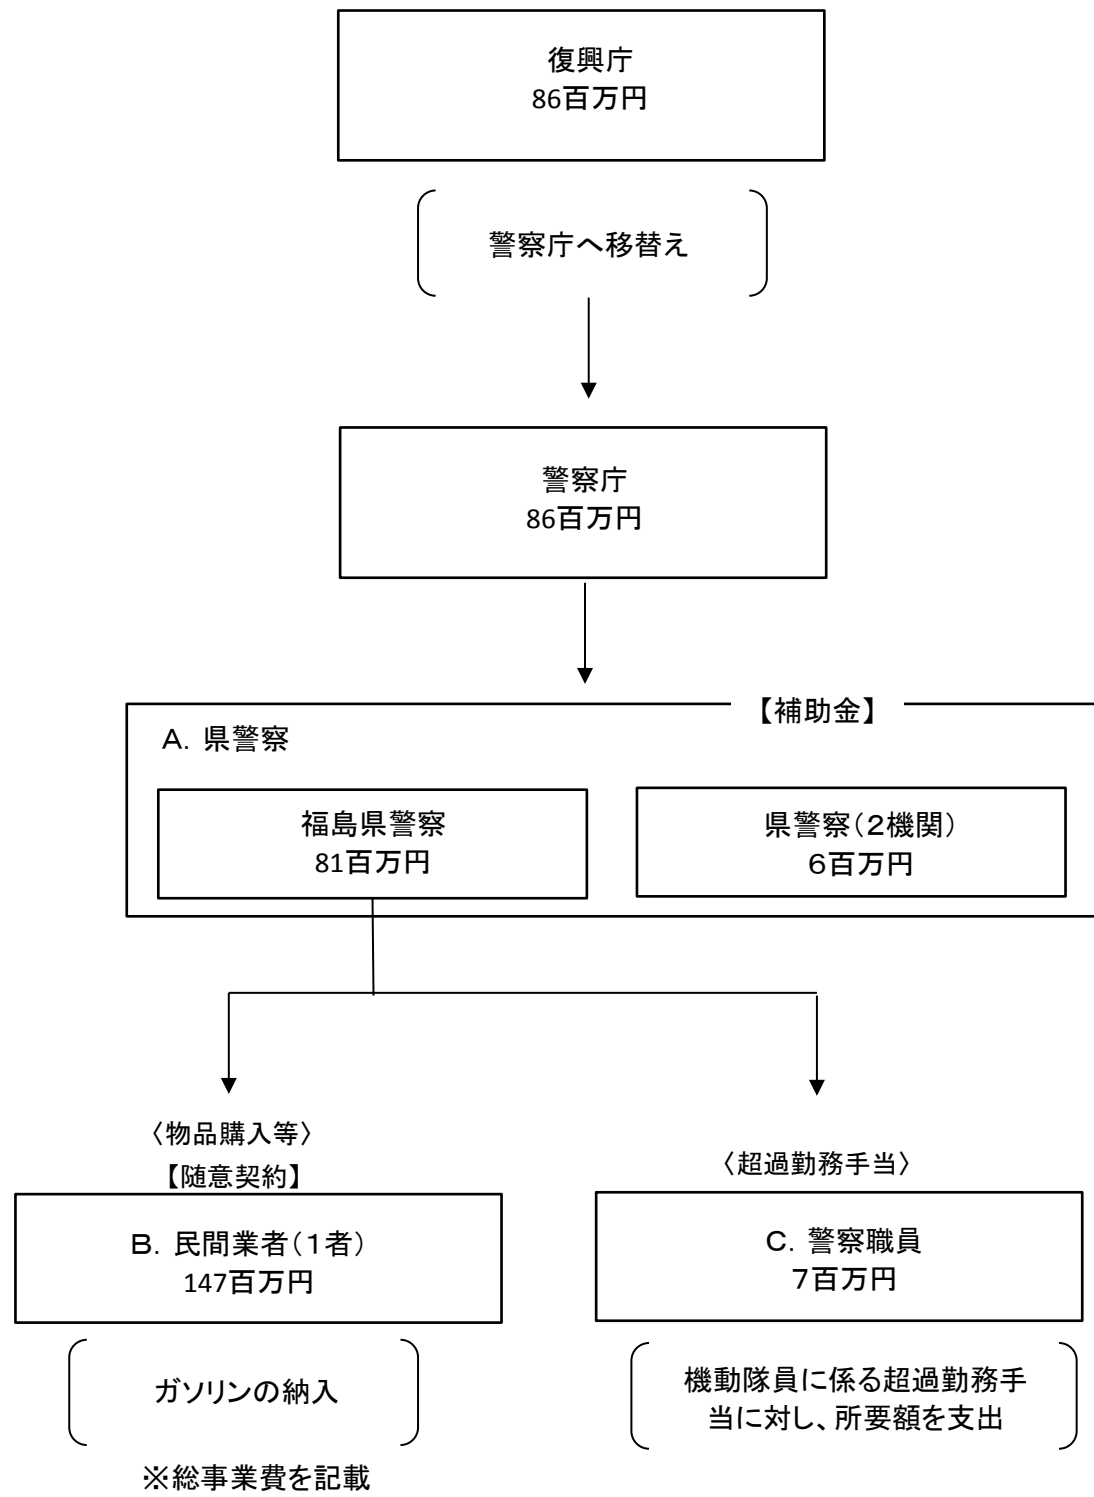 復興庁
86百万円
警察庁へ移替え
警察庁
86百万円
【補助金】
A．県警察
福島県警察
81百万円
県警察（２機関）
６百万円
〈物品購入等〉
【随意契約】
B．民間業者（１者）
147百万円
ガソリンの納入
※総事業費を記載
〈超過勤務手当〉
C．警察職員
７百万円
機動隊員に係る超過勤務手
当に対し、所要額を支出